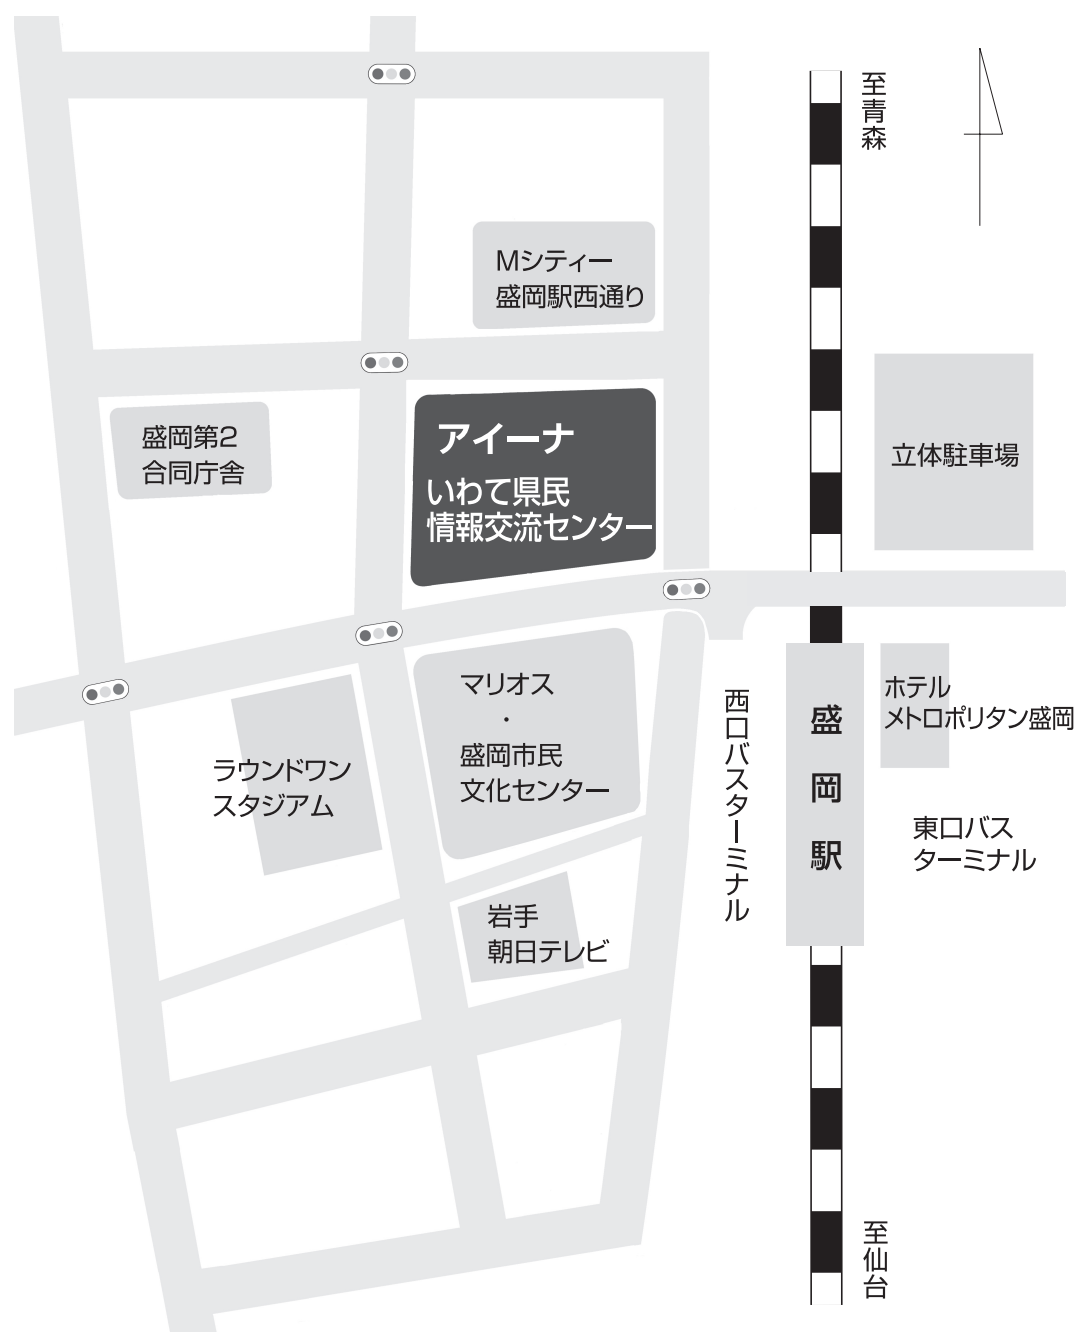 至青森
Mシティー
盛岡駅西通り
盛岡第2
合同庁舎
アイーナ
いわて県民
情報交流センター
立体駐車場
マリオス
・
盛岡市民
文化センター
ラウンドワン
スタジアム
西口バスターミナル
盛岡駅
ホテル
メトロポリタン盛岡
東口バス
ターミナル
岩手
朝日テレビ
至仙台